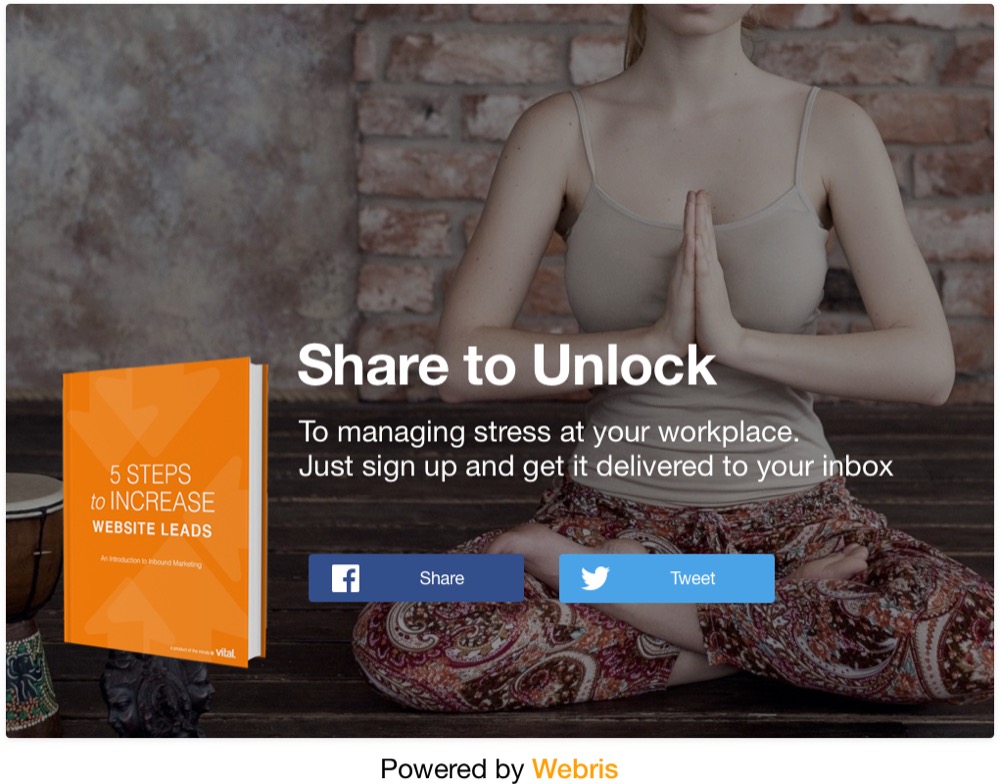 Share to Unlock
To managing stress at your workplace.
Just sign up and get it delivered to your inbox
5 STEPS
to INCREASE
WEBSITE LEADS
An Introduction to Inbound Marketing
a product of the minds @ vital.
Share
Tweet
Powered by Webris